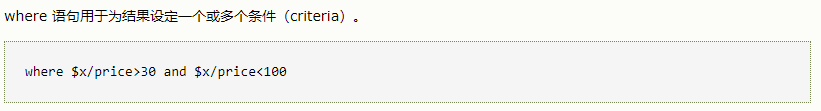 where 语句用于为结果设定一个或多个条件（criteria）。
where $x/price>30 and $x/price<100